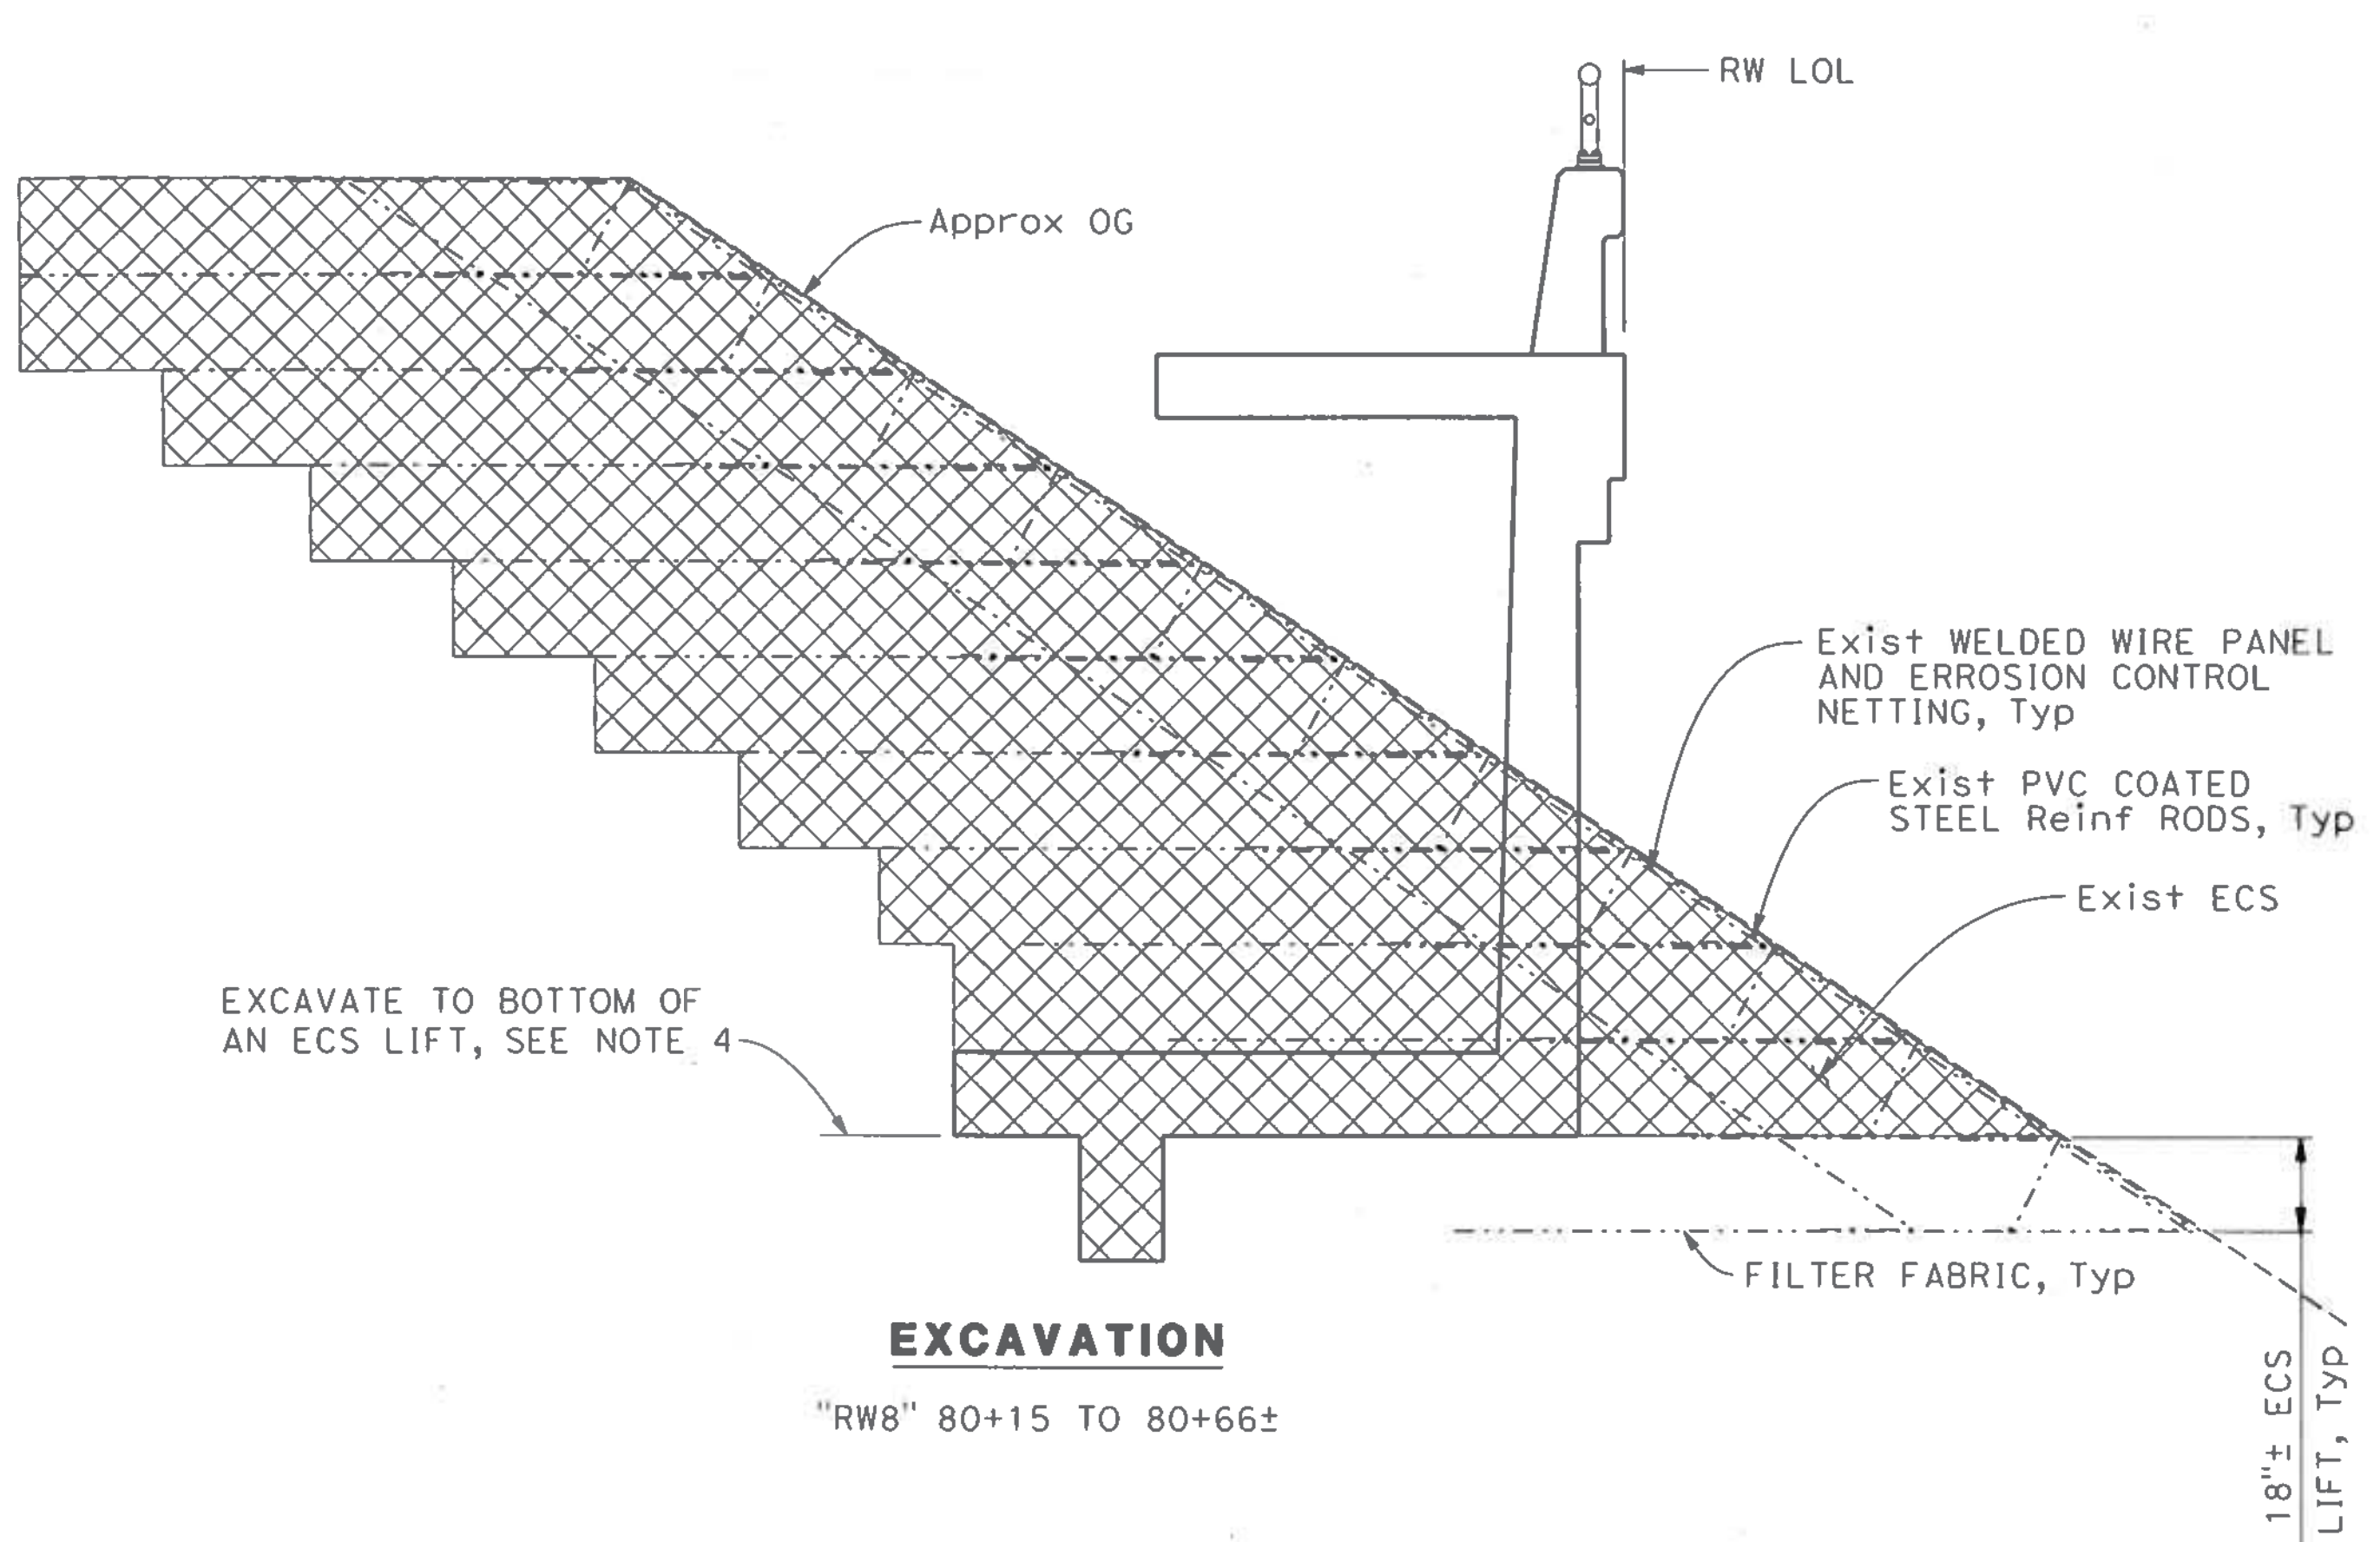 RW LOL
Approx OG
Exist WELDED WIRE PANEL
AND ERROSION CONTROL
NETTING, Typ
Exist PVC COATED
STEEL Reinf RODS, Typ
Exist ECS
EXCAVATE TO BOTTOM OF
AN ECS LIFT, SEE NOTE 4
FILTER FABRIC, Typ
18"± ECS
LIFT, Typ
EXCAVATION
"RW8" 80+15 TO 80+66±